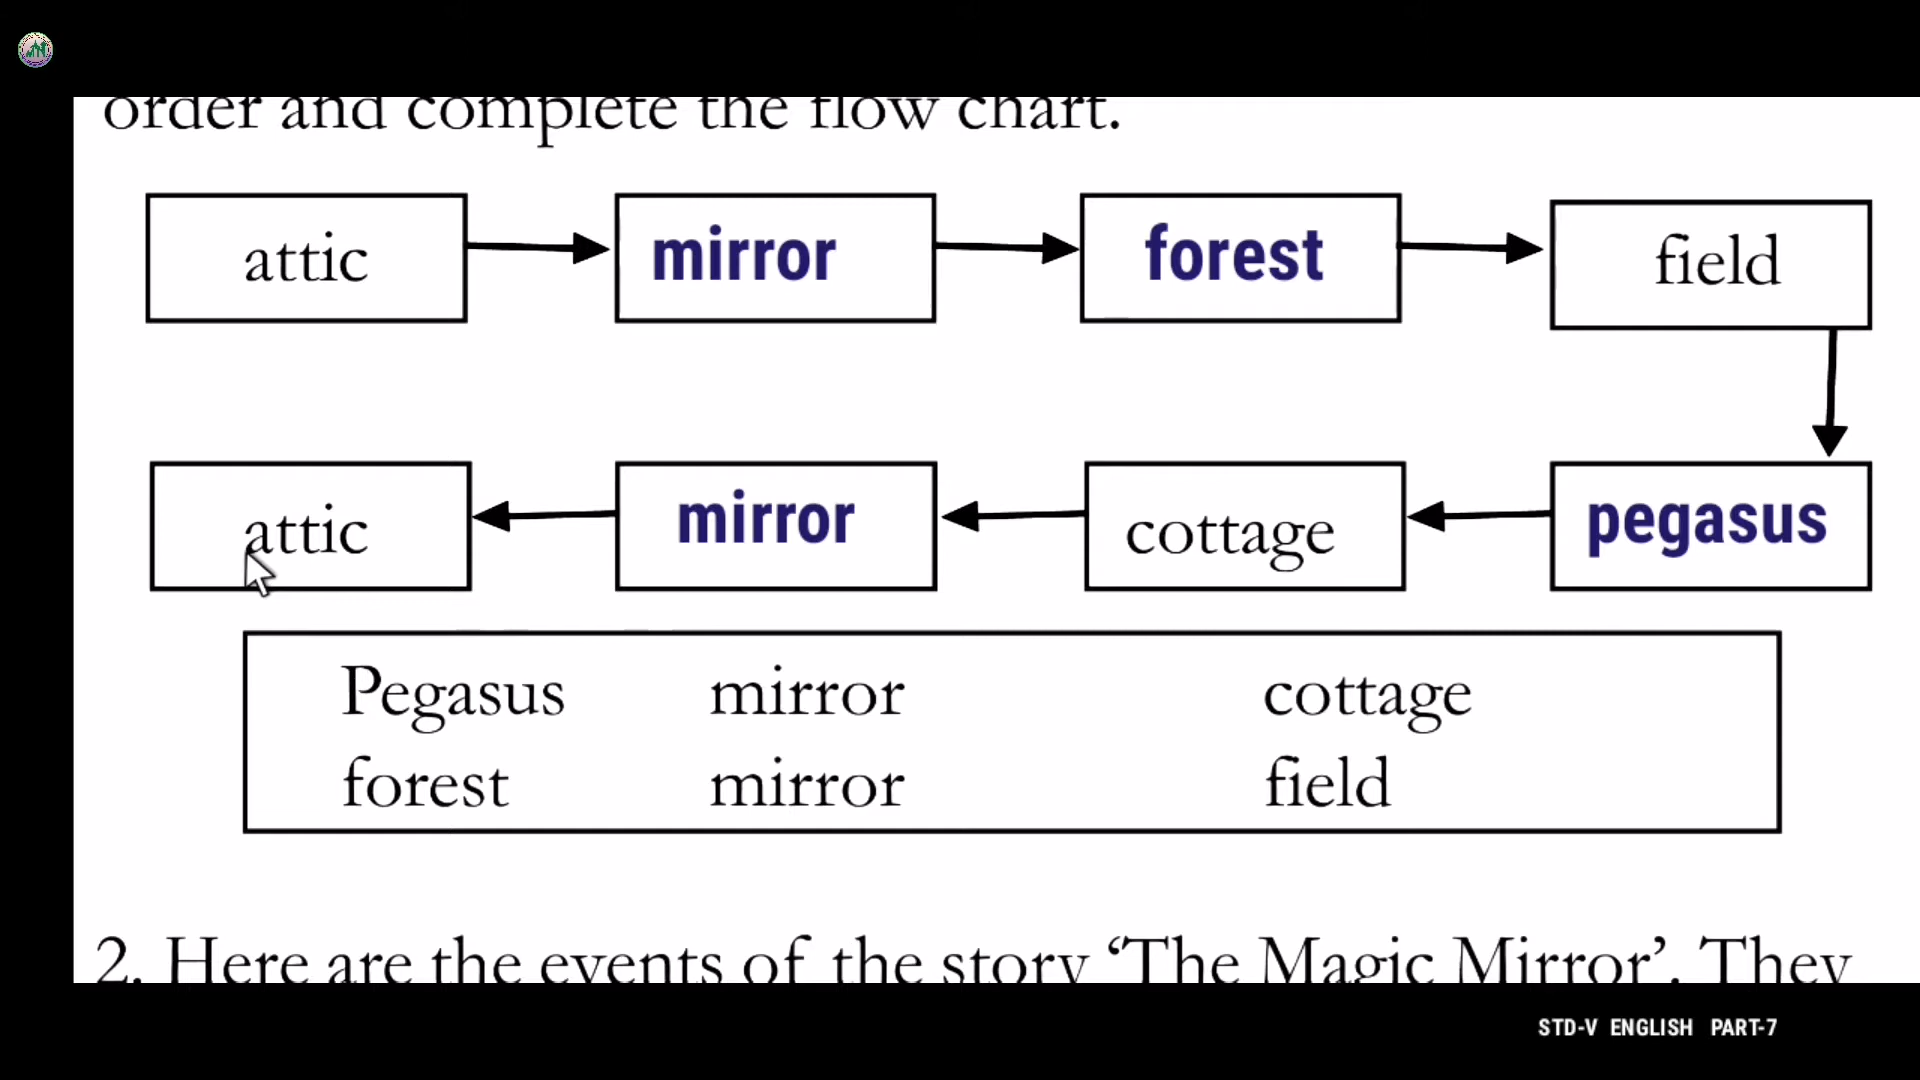 order and complete the flow chart.
attic mirror forest field
attic mirror cottage pegasus
Pegasus mirror cottage
forest mirror field
2. Here are the events of the story ‘The Magic Mirror’. They
STD-V ENGLISH PART-7